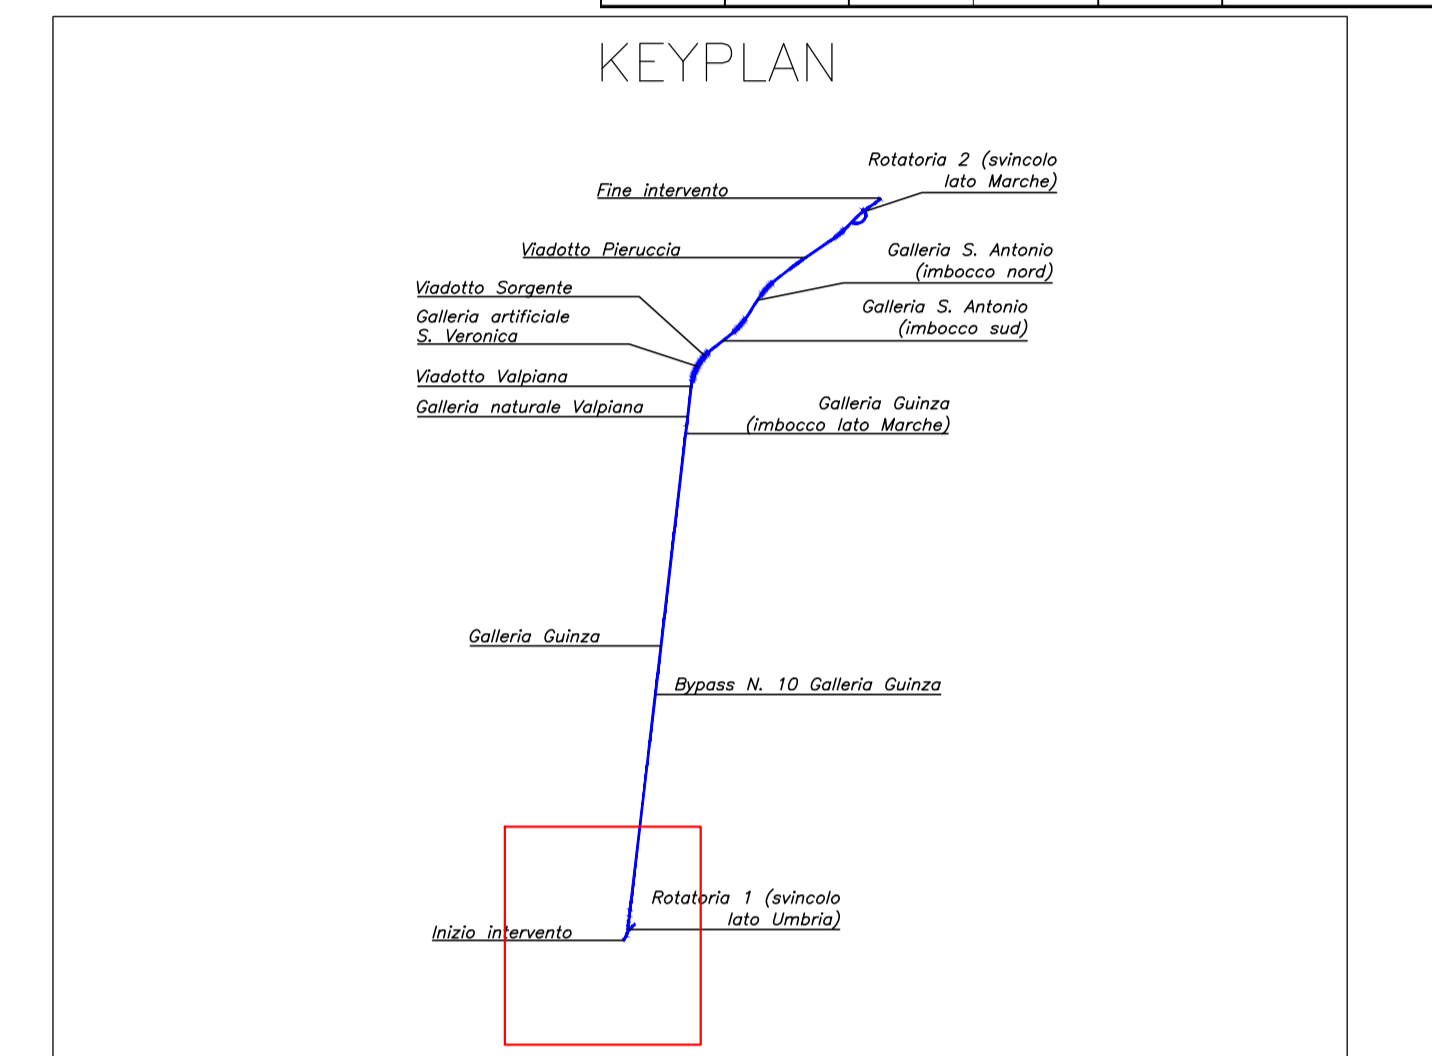 KEYPLAN
Rotatoria 2 (svincolo
lato Marche)
Fine intervento
Viadotto Pieruccia
Galleria S. Antonio
(imbocco nord)
Viadotto Sorgente
Galleria S. Antonio
(imbocco sud)
Galleria artificiale
S. Veronica
Viadotto Valpiana
Galleria naturale Valpiana
Galleria Guinza
(imbocco lato Marche)
Galleria Guinza
Bypass N. 10 Galleria Guinza
Rotatoria 1 (svincolo
lato Umbria)
Inizio intervento